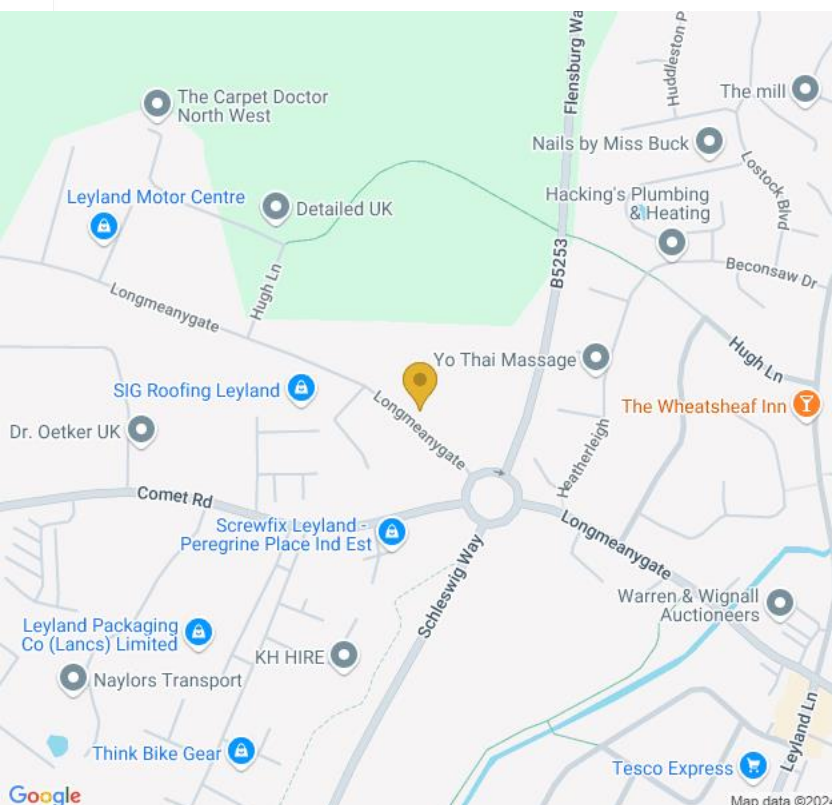 Flensburg Wa
Huddleston P
The mill
The Carpet Doctor
North West
Nails by Miss Buck
Lostock Blvd
Leyland Motor Centre
Detailed UK
Hacking's Plumbing
& Heating
B5253
Beconsaw Dr
Hugh Ln
Longmeanygate
Hugh Ln
Yo Thai Massage
SIG Roofing Leyland
The Wheatsheaf Inn
Longmeanygate
Dr. Oetker UK
Heatherleigh
Comet Rd
Screwfix Leyland -
Peregrine Place Ind Est
Longmeanygate
Schleswig Way
Warren & Wignall
Auctioneers
Leyland Packaging
Co (Lancs) Limited
KH HIRE
Naylors Transport
Leyland Ln
Think Bike Gear
Tesco Express
Google
Map data ©2024